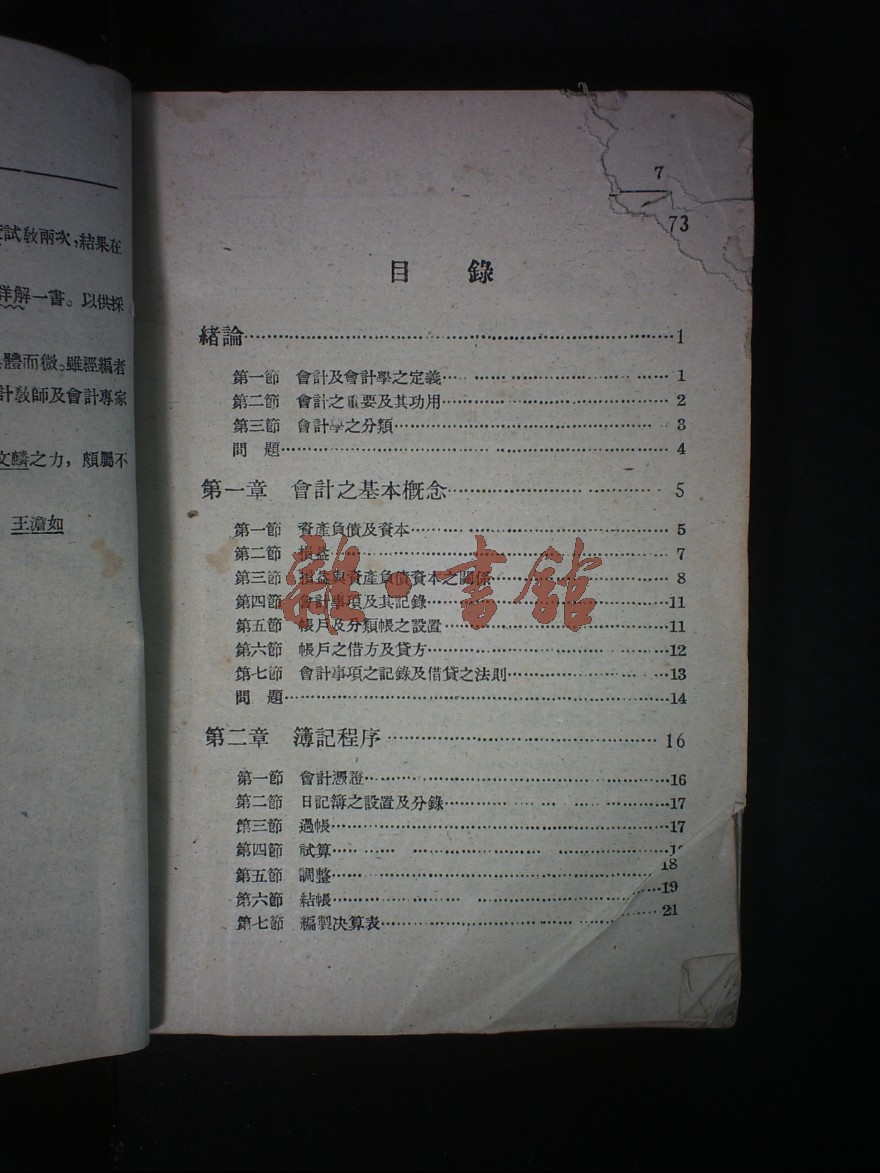 試教兩次，結果在
詳解一書。以供採
體而微。雖經編者
計教師及會計專家
文麟之力，頗屬不
王澹如
7
73
目 錄
緒論 1
第一節 會計及會計學之定義 1
第二節 會計之重要及其功用 2
第三節 會計學之分類 3
問 題 4
第一章 會計之基本概念 5
第一節 資產負債及資本 5
第二節 損益 7
第三節 損益與資產負債資本之關係 8
第四節 會計事項及其記錄 11
第五節 帳戶及分類帳之設置 11
第六節 帳戶之借方及貸方 12
第七節 會計事項之記錄及借貸之法則 13
問 題 14
第二章 簿記程序 16
第一節 會計憑證 16
第二節 日記簿之設置及分錄 17
第三節 過帳 17
第四節 試算
第五節 調整 18
第六節 結帳 19
第七節 編製決算表 21
書館